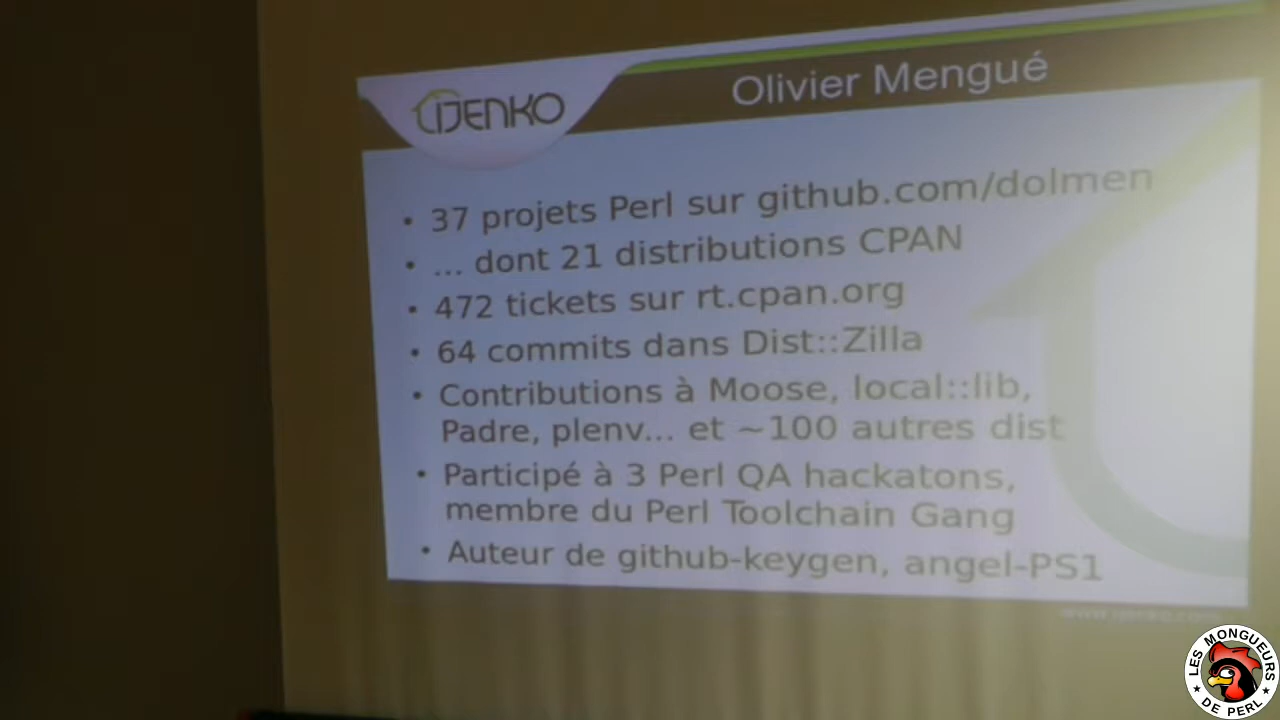 IJENKO
Olivier Mengué
• 37 projets Perl sur github.com/dolmen
• ... dont 21 distributions CPAN
• 472 tickets sur rt.cpan.org
• 64 commits dans Dist::Zilla
• Contributions à Moose, local::lib,
Padre, plenv... et ~100 autres dist
• Participé à 3 Perl QA hackatons,
membre du Perl Toolchain Gang
• Auteur de github-keygen, angel-PS1
LES MONGUEURS
★ DE PERL ★